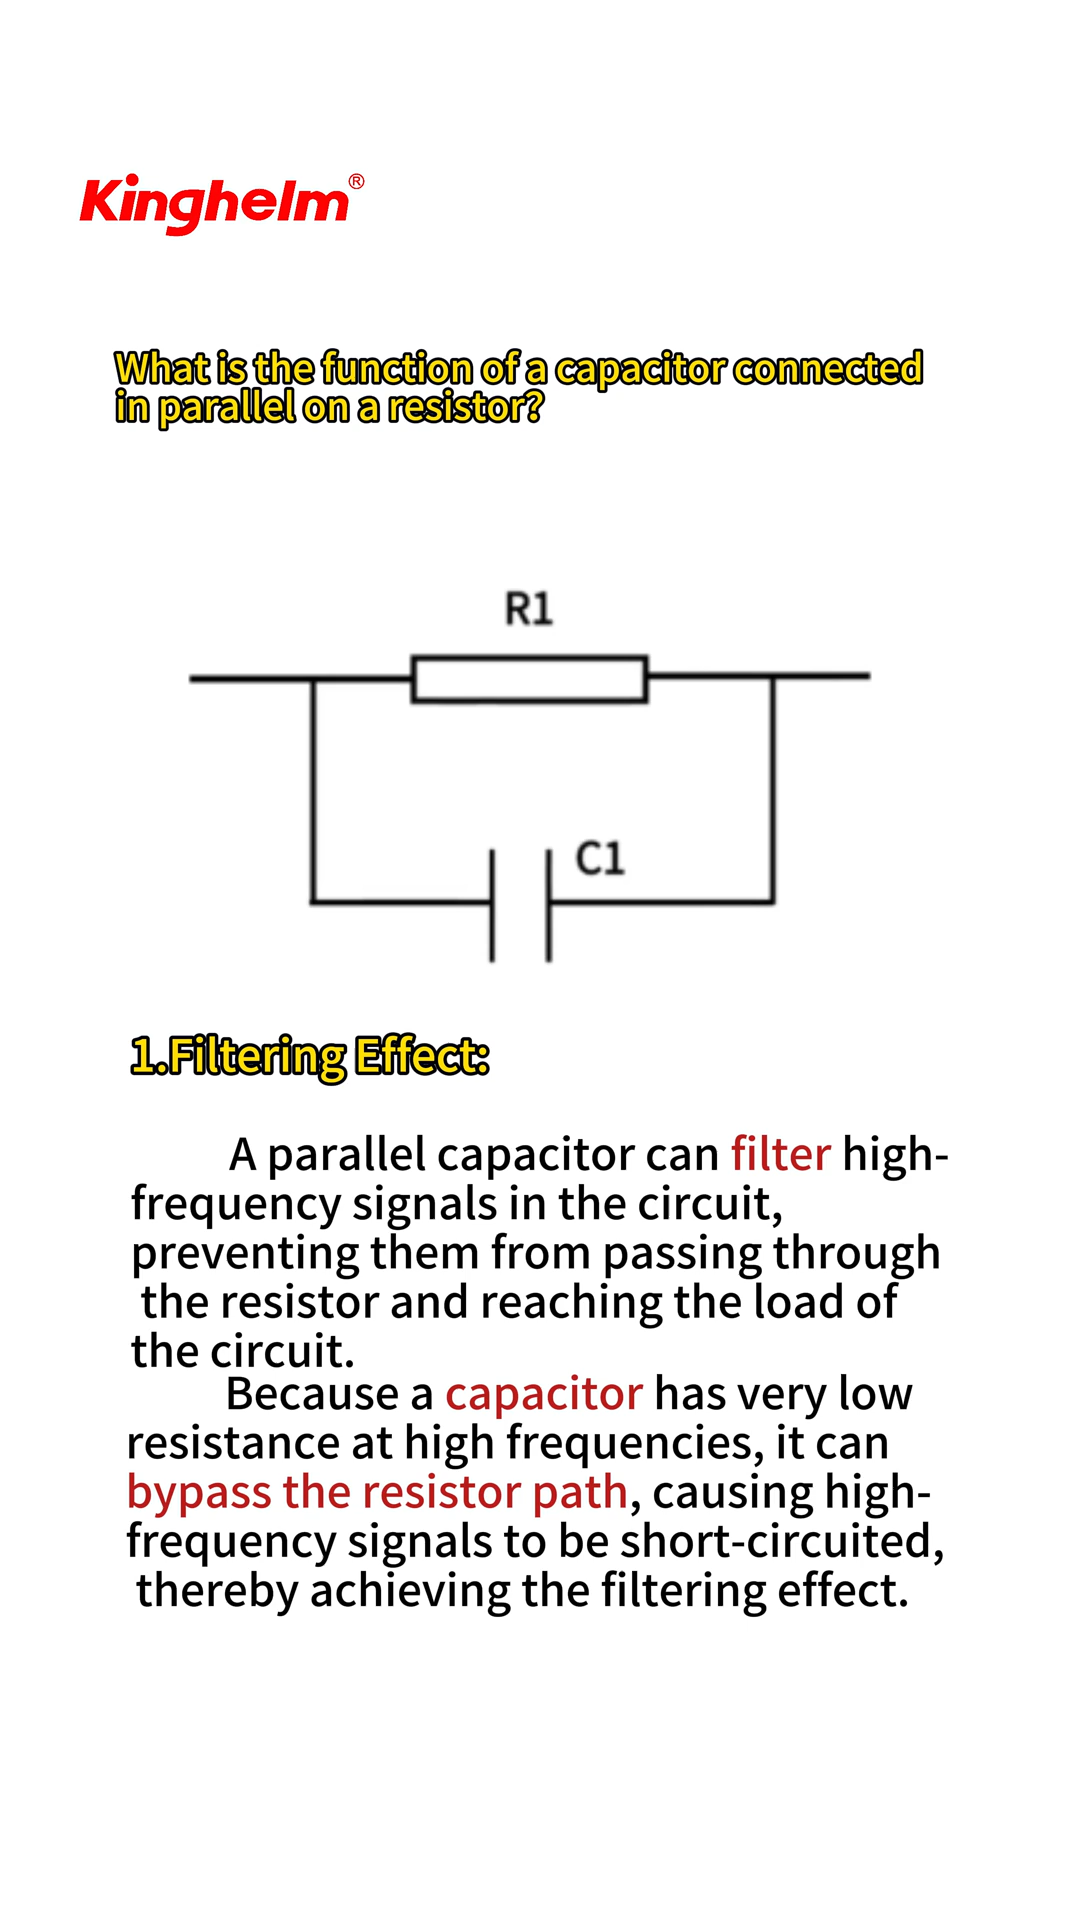 Kinghelm®
What is the function of a capacitor connected
in parallel on a resistor?
R1
C1
1.Filtering Effect:
A parallel capacitor can filter high-
frequency signals in the circuit,
preventing them from passing through
the resistor and reaching the load of
the circuit.
Because a capacitor has very low
resistance at high frequencies, it can
bypass the resistor path, causing high-
frequency signals to be short-circuited,
thereby achieving the filtering effect.